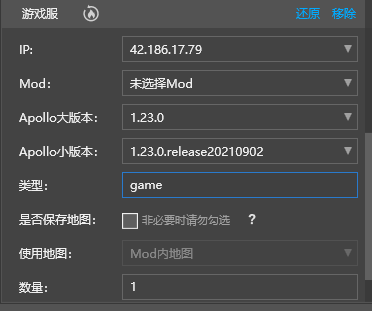 游戏服 还原 移除
IP: 42.186.17.79
Mod: 未选择Mod
Apollo大版本: 1.23.0
Apollo小版本: 1.23.0.release20210902
类型: game
是否保存地图: 非必要时请勿勾选 ?
使用地图: Mod内地图
数量: 1